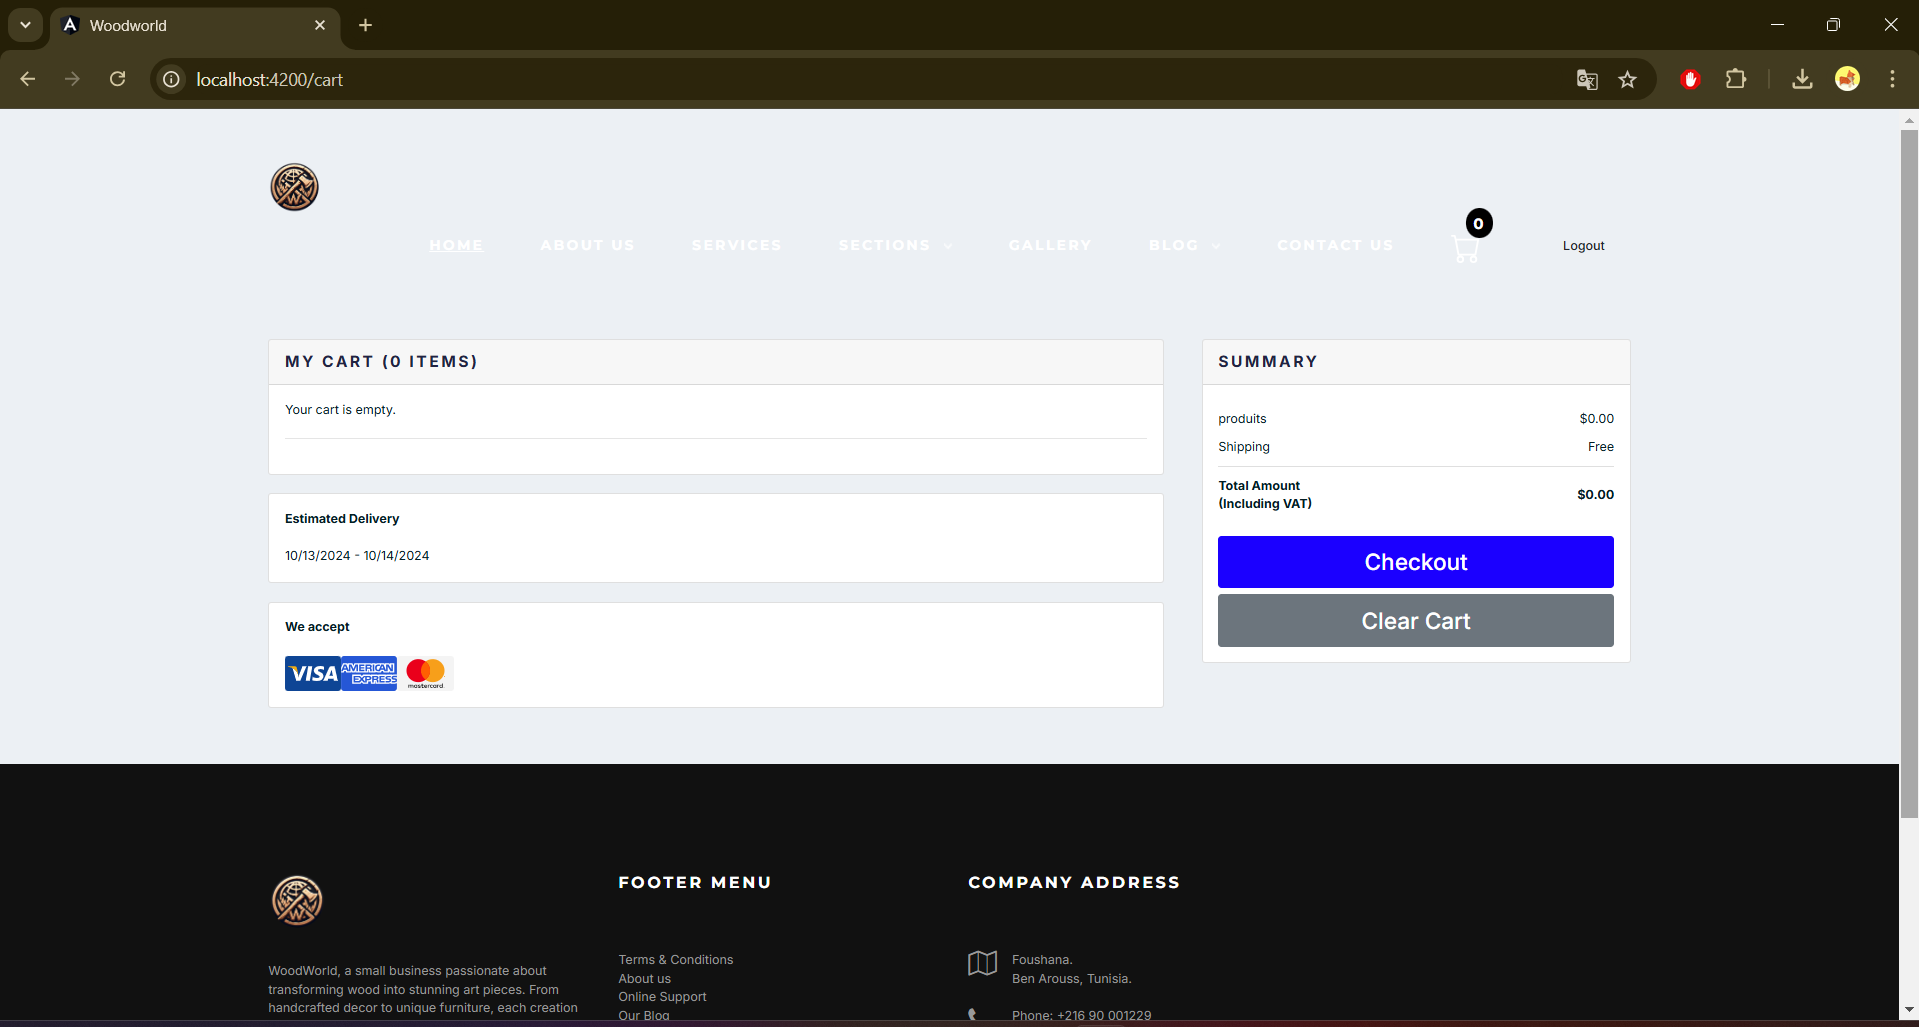 Woodworld
localhost:4200/cart
0
HOME ABOUT US SERVICES SECTIONS GALLERY BLOG CONTACT US Logout
MY CART (0 ITEMS)
Your cart is empty.
Estimated Delivery
10/13/2024 - 10/14/2024
We accept
VISA
AMERICAN
EXPRESS
mastercard.
SUMMARY
produits $0.00
Shipping Free
Total Amount
(Including VAT) $0.00
Checkout
Clear Cart
WoodWorld, a small business passionate about
transforming wood into stunning art pieces. From
handcrafted decor to unique furniture, each creation
FOOTER MENU
Terms & Conditions
About us
Online Support
Our Blog
COMPANY ADDRESS
Foushana.
Ben Arouss, Tunisia.
Phone: +216 90 001229